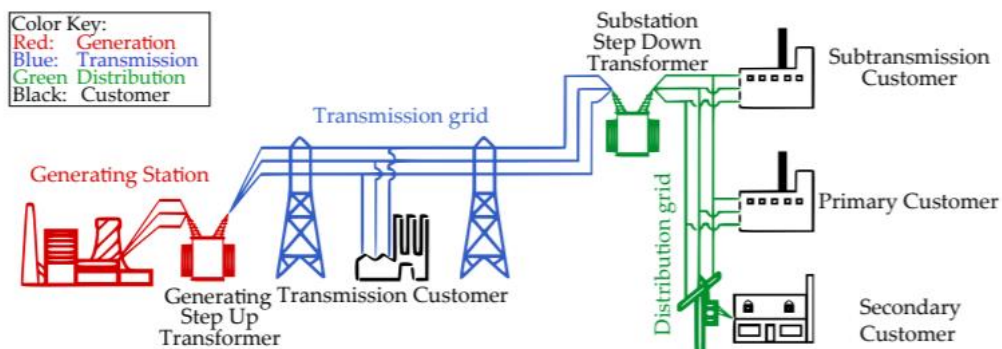 Color Key:
Red: Generation
Blue: Transmission
Green Distribution
Black: Customer
Substation
Step Down
Transformer
Subtransmission
Customer
Transmission grid
Generating Station
Primary Customer
Distribution grid
Generating
Step Up
Transformer
Transmission Customer
Secondary
Customer